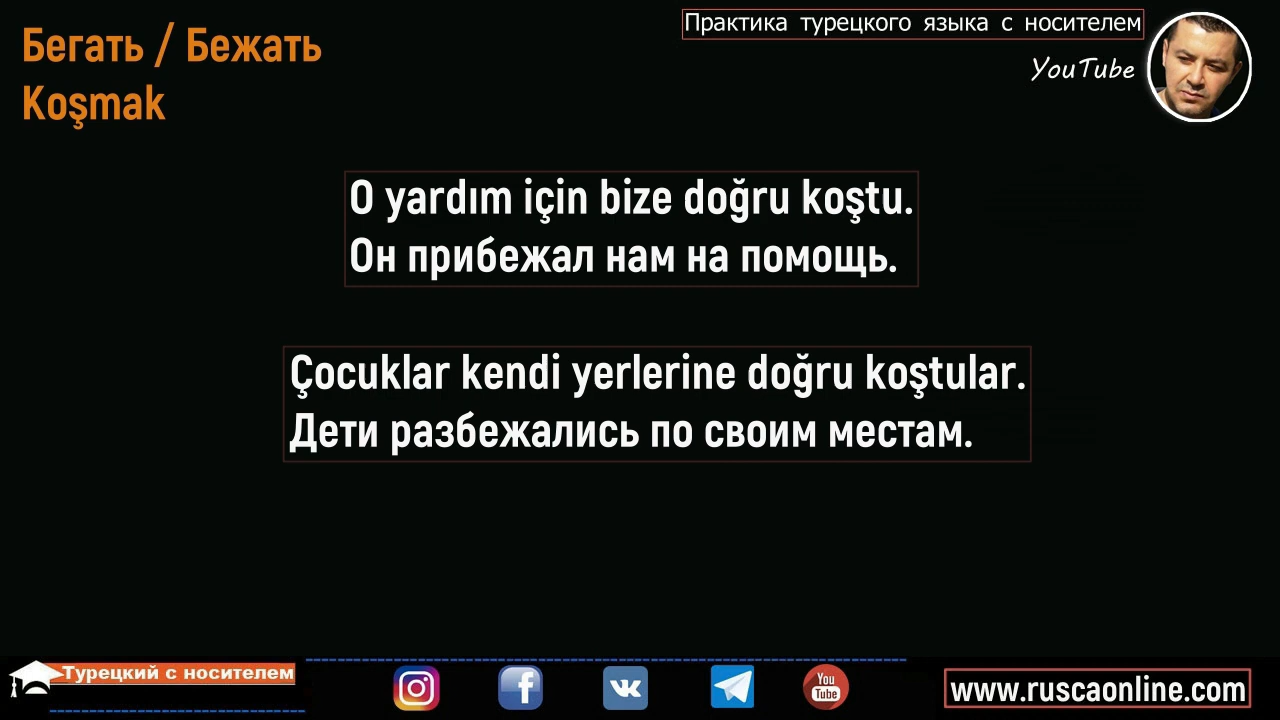 Бегать / Бежать
Koşmak
Практика турецкого языка с носителем
YouTube
O yardım için bize doğru koştu.
Он прибежал нам на помощь.
Çocuklar kendi yerlerine doğru koştular.
Дети разбежались по своим местам.
Турецкий с носителем
You
Tube
www.ruscaonline.com